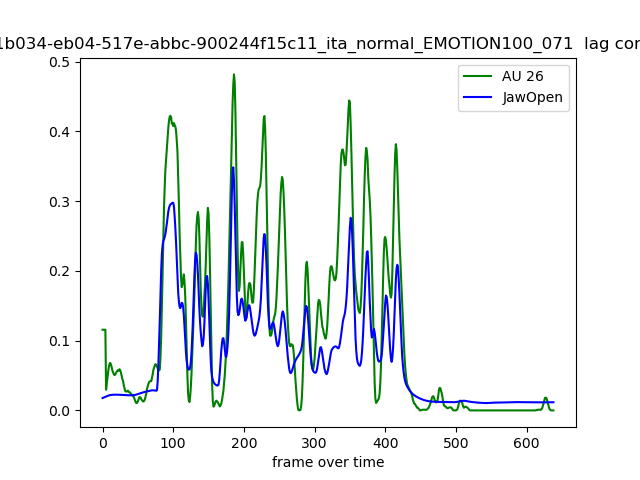 1b034-eb04-517e-abbc-900244f15c11_ita_normal_EMOTION100_071 lag cor
0.5
0.4
0.3
0.2
0.1
0.0
AU 26
JawOpen
0 100 200 300 400 500 600
frame over time